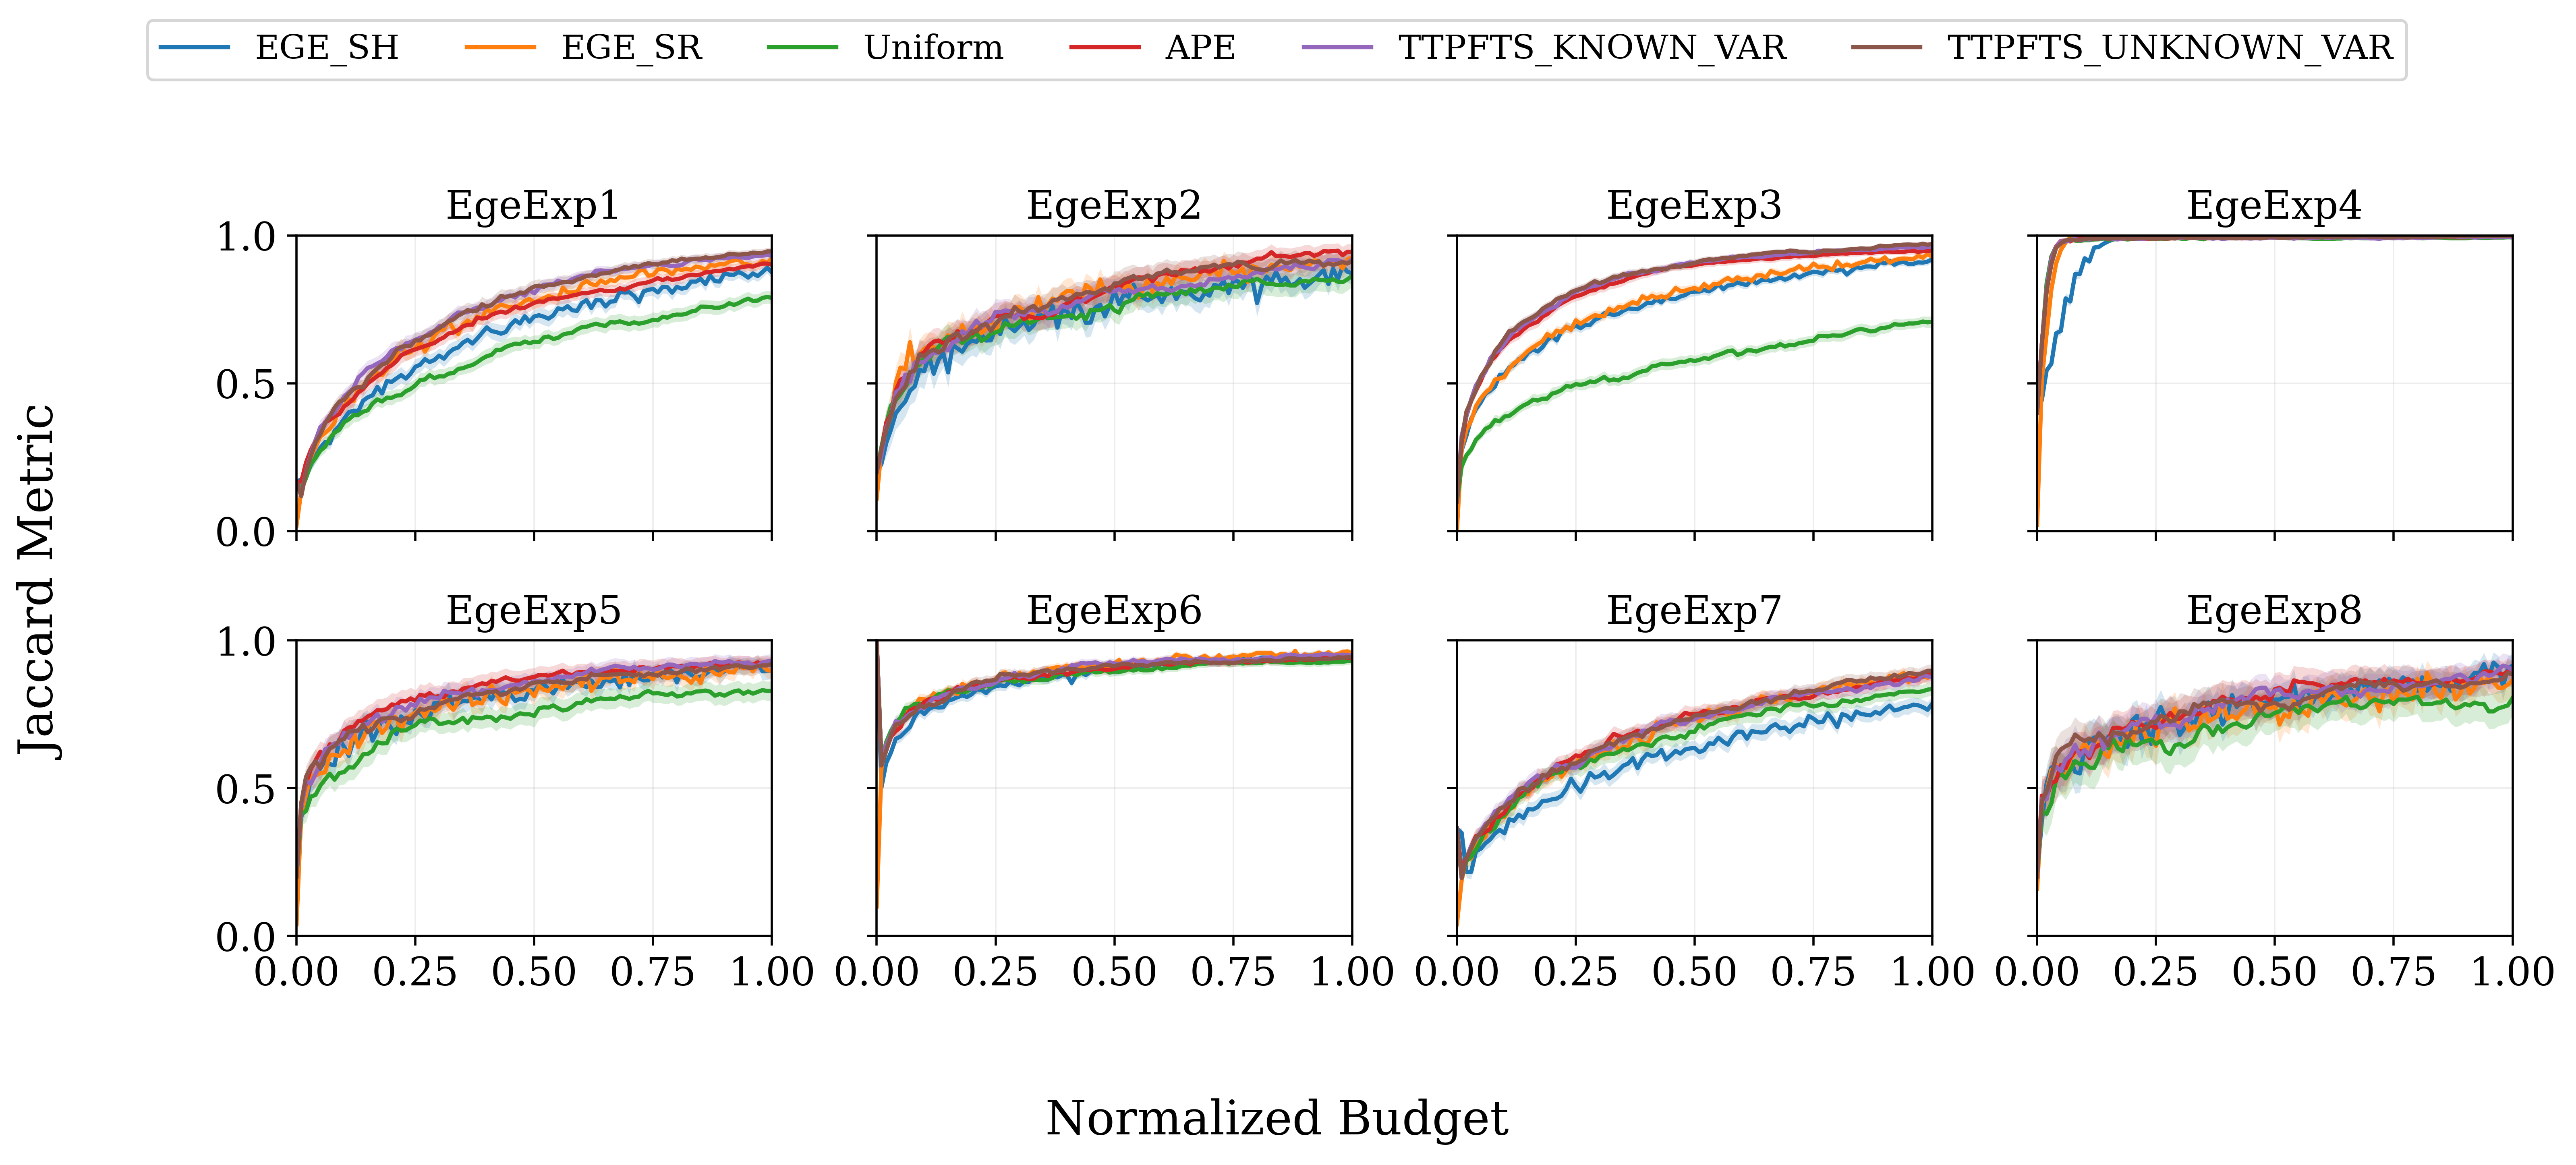 EGE_SH EGE_SR Uniform APE TTPFTS_KNOWN_VAR TTPFTS_UNKNOWN_VAR
EgeExp1 EgeExp2 EgeExp3 EgeExp4
1.0
0.5
0.0
EgeExp5 EgeExp6 EgeExp7 EgeExp8
1.0
0.5
0.0
0.00 0.25 0.50 0.75 1.00 0.00 0.25 0.50 0.75 1.00 0.00 0.25 0.50 0.75 1.00 0.00 0.25 0.50 0.75 1.00
Jaccard Metric
Normalized Budget